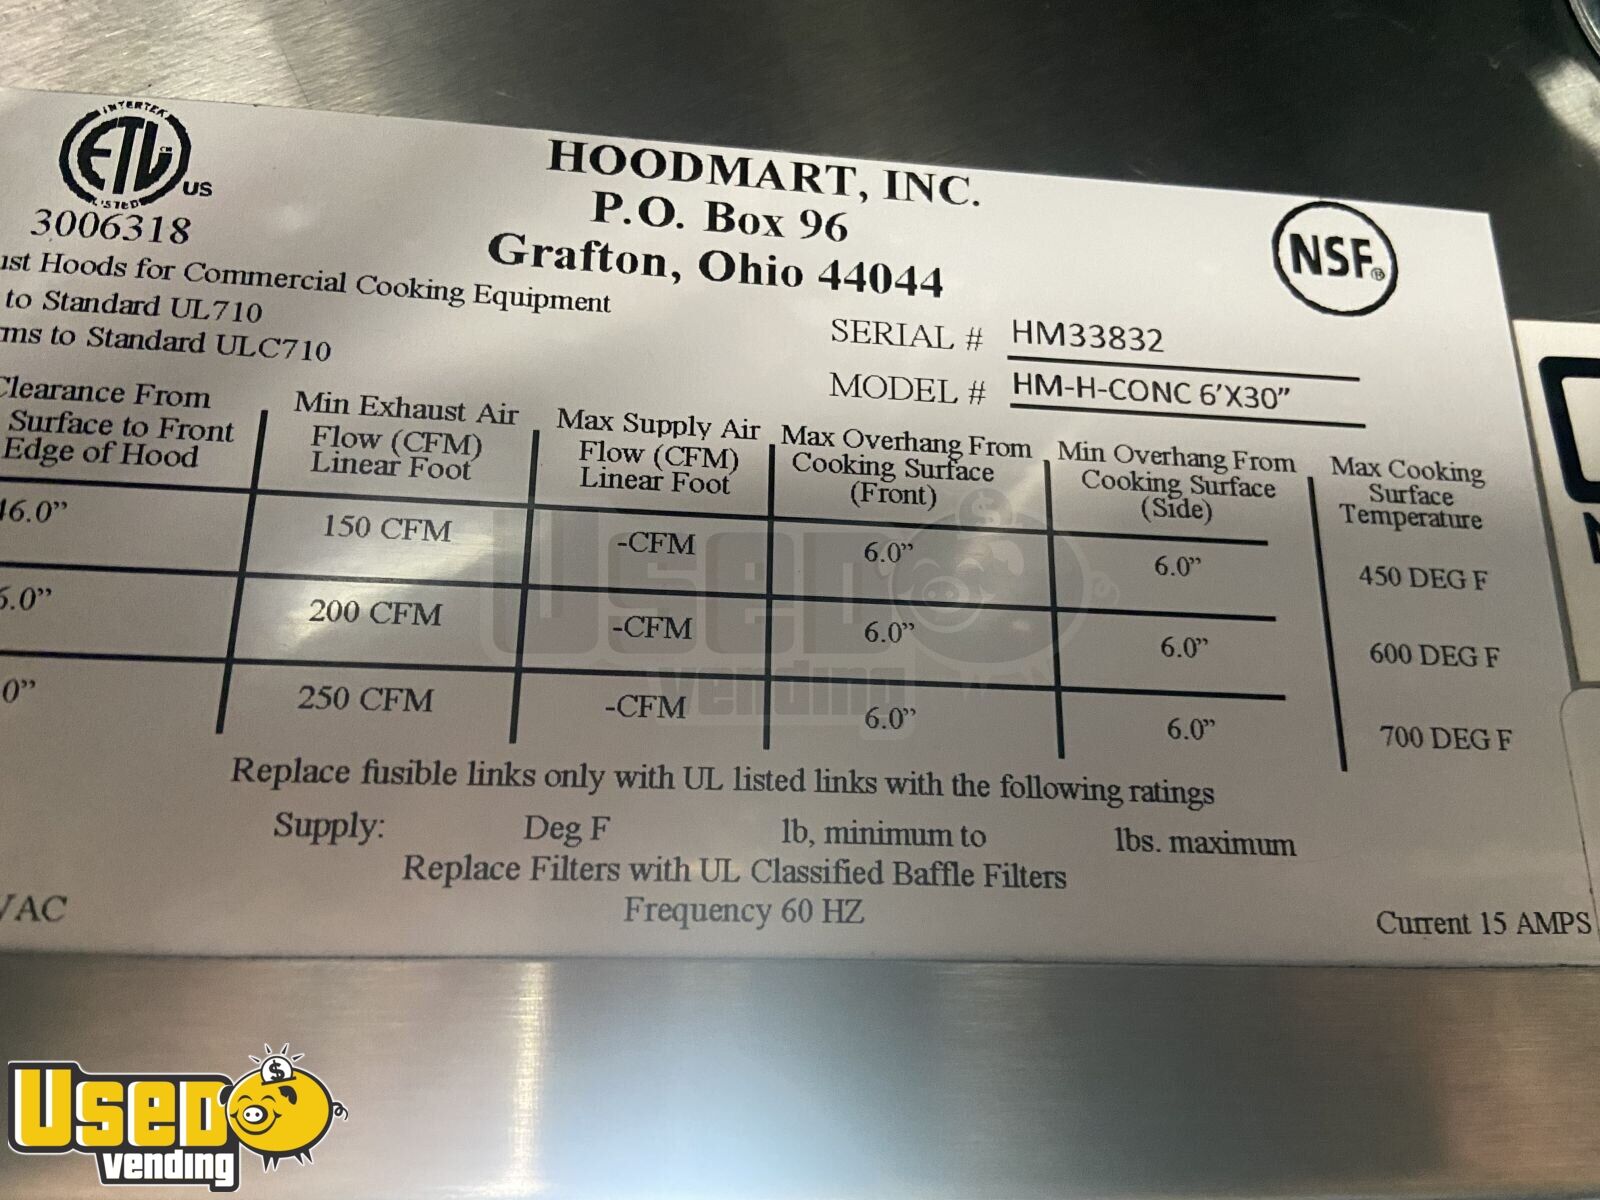 INTERTEK
ETL CM
LISTED US
3006318
HOODMART, INC.
P.O. Box 96
Grafton, Ohio 44044
NSF®
Hoods for Commercial Cooking Equipment
to Standard UL710
to Standard ULC710
SERIAL # HM33832
MODEL # HM-H-CONC 6'X30"
Clearance From
Surface to Front
Edge of Hood
Min Exhaust Air
Flow (CFM)
Linear Foot
Max Supply Air
Flow (CFM)
Linear Foot
Max Overhang From
Cooking Surface
(Front)
Min Overhang From
Cooking Surface
(Side)
Max Cooking
Surface
Temperature
150 CFM -CFM 6.0" 6.0" 450 DEG F
200 CFM -CFM 6.0" 6.0" 600 DEG F
250 CFM -CFM 6.0" 6.0" 700 DEG F
Replace fusible links only with UL listed links with the following ratings
Supply: Deg F lb, minimum to lbs. maximum
Replace Filters with UL Classified Baffle Filters
VAC Frequency 60 HZ Current 15 AMPS
Used
vending
$
USED
vending
$